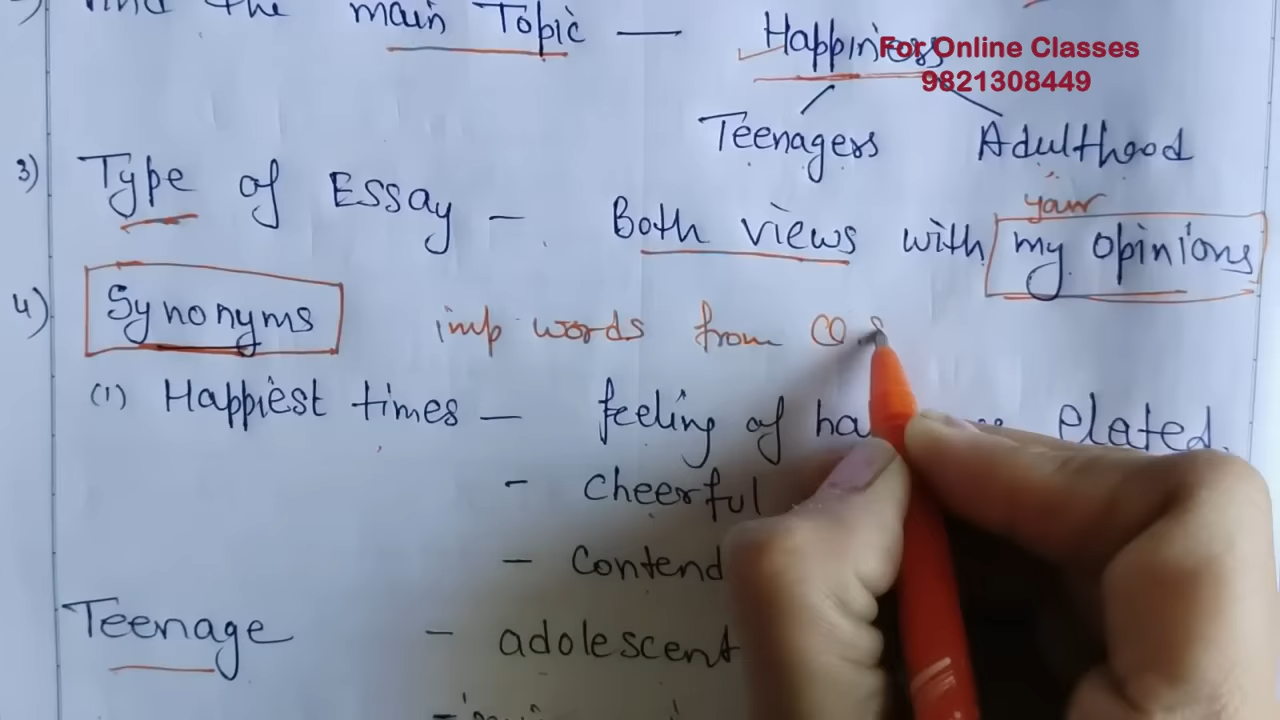 the main Topic — Happiness
For Online Classes
9821308449
Teenagers Adulthood
3) Type of Essay - Both views with my opinions
your
4) Synonyms imp words from
(1) Happiest times — feeling of elated.
- cheerful
- Contend
Teenage - adolescent